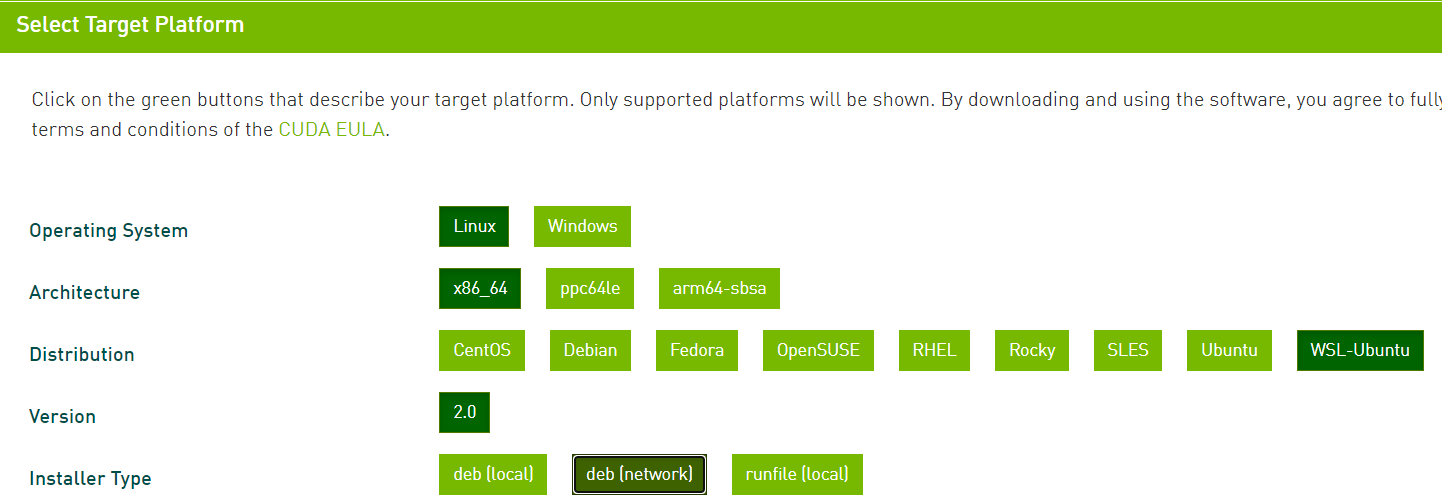 Select Target Platform
Click on the green buttons that describe your target platform. Only supported platforms will be shown. By downloading and using the software, you agree to fully
terms and conditions of the CUDA EULA.
Operating System Linux Windows
Architecture x86_64 ppc64le arm64-sbsa
Distribution CentOS Debian Fedora OpenSUSE RHEL Rocky SLES Ubuntu WSL-Ubuntu
Version 2.0
Installer Type deb (local) deb (network) runfile (local)